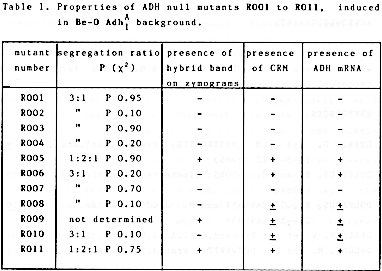 Table 1. Properties of ADH null mutants R001 to R011, induced
in Be-O Adh₁ᴬ background.
mutant segregation ratio presence of presence presence of
number P (χ²) hybrid band of CRM ADH mRNA
on zymograms
R001 3:1 P 0.95 - - -
R002 " P 0.10 - - -
R003 " P 0.90 - - -
R004 " P 0.20 - - -
R005 1:2:1 P 0.90 + + +
R006 3:1 P 0.20 - + +
R007 " P 0.70 - - -
R008 " P 0.10 - ± ±
R009 not determined + ± ±
R010 3:1 P 0.10 - ± ±
R011 1:2:1 P 0.75 + + +